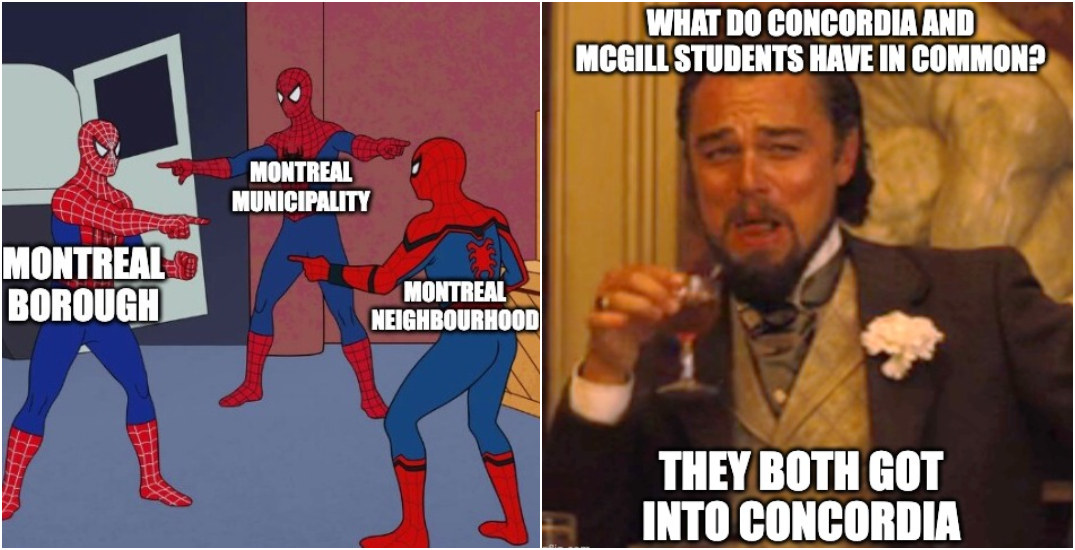 MONTREAL
MUNICIPALITY
MONTREAL
BOROUGH
MONTREAL
NEIGHBOURHOOD
WHAT DO CONCORDIA AND
MCGILL STUDENTS HAVE IN COMMON?
THEY BOTH GOT
INTO CONCORDIA